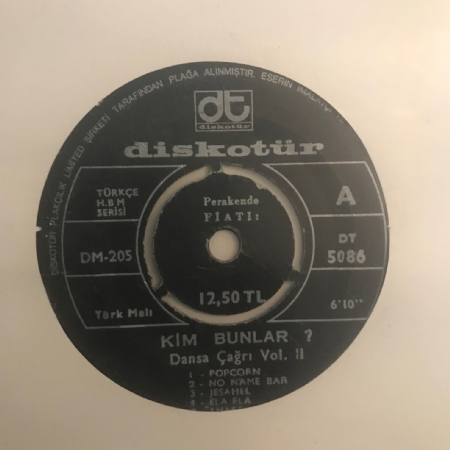 DİSKOTÜR PLAKÇILIK LİMİTED ŞİRKETİ TARAFINDAN PLAĞA ALINMIŞTIR. ESERİN
dt
diskotür
diskotür
TÜRKÇE
H.B.M
SERİSİ
Perakende
FİATI:
A
DM-205
DT
5086
12,50 TL
Türk Malı
6'10''
KİM BUNLAR ?
Dansa Çağrı Vol. II
1 - POPCORN
2 - NO NAME BAR
3 - JESAHEL
4 - ELA ELA